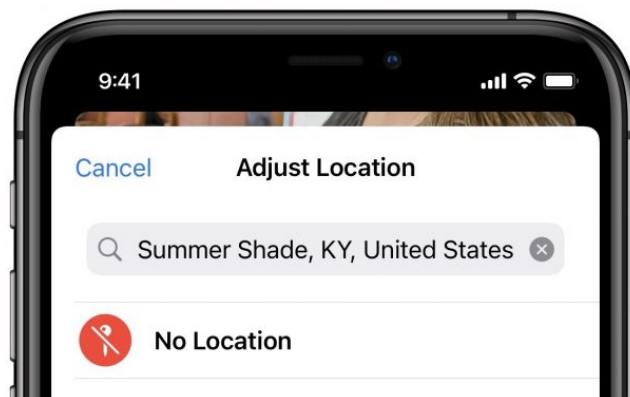 9:41
Cancel Adjust Location
Summer Shade, KY, United States
No Location